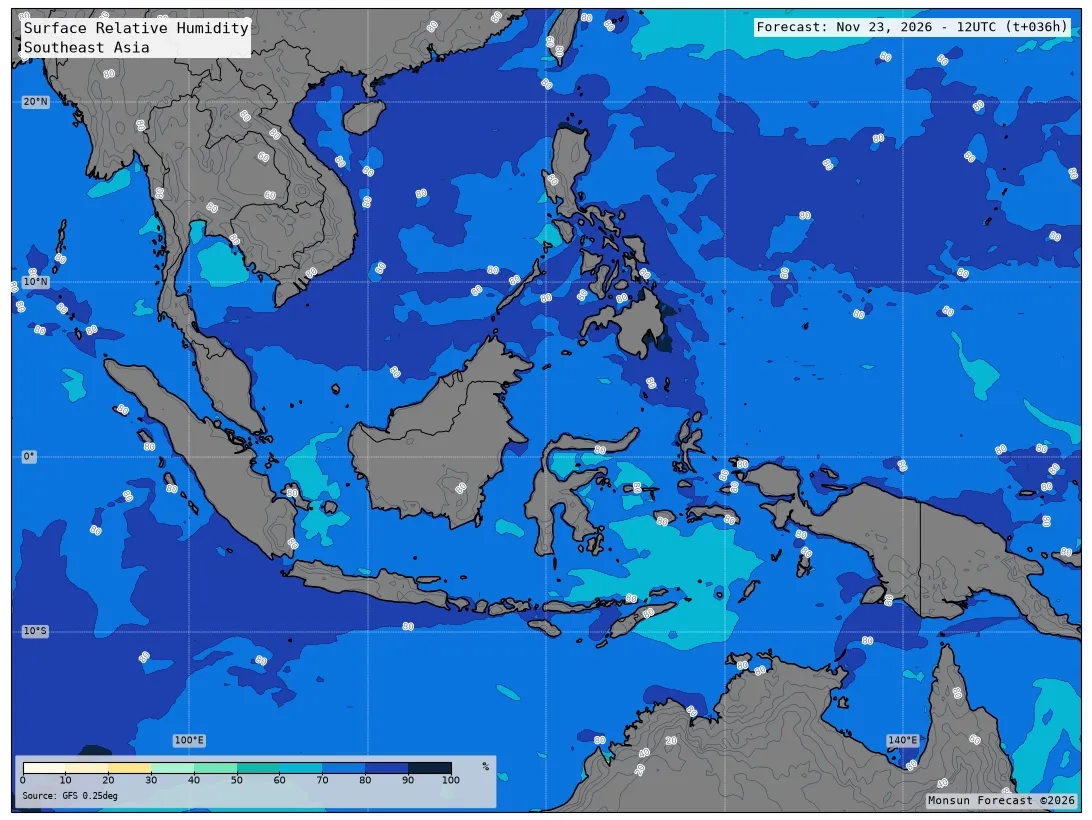 Surface Relative Humidity
Southeast Asia
Forecast: Nov 23, 2026 - 12UTC (t+036h)
20°N
10°N
0°
10°S
100°E
140°E
%
0 10 20 30 40 50 60 70 80 90 100
Source: GFS 0.25deg
Monsun Forecast ©2026